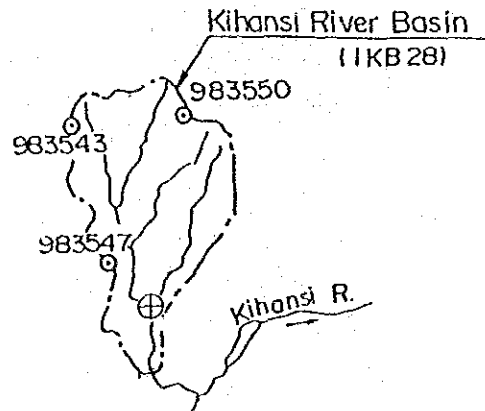 Kihansi River Basin
(1KB28)
983550
983543
983547
Kihansi R.